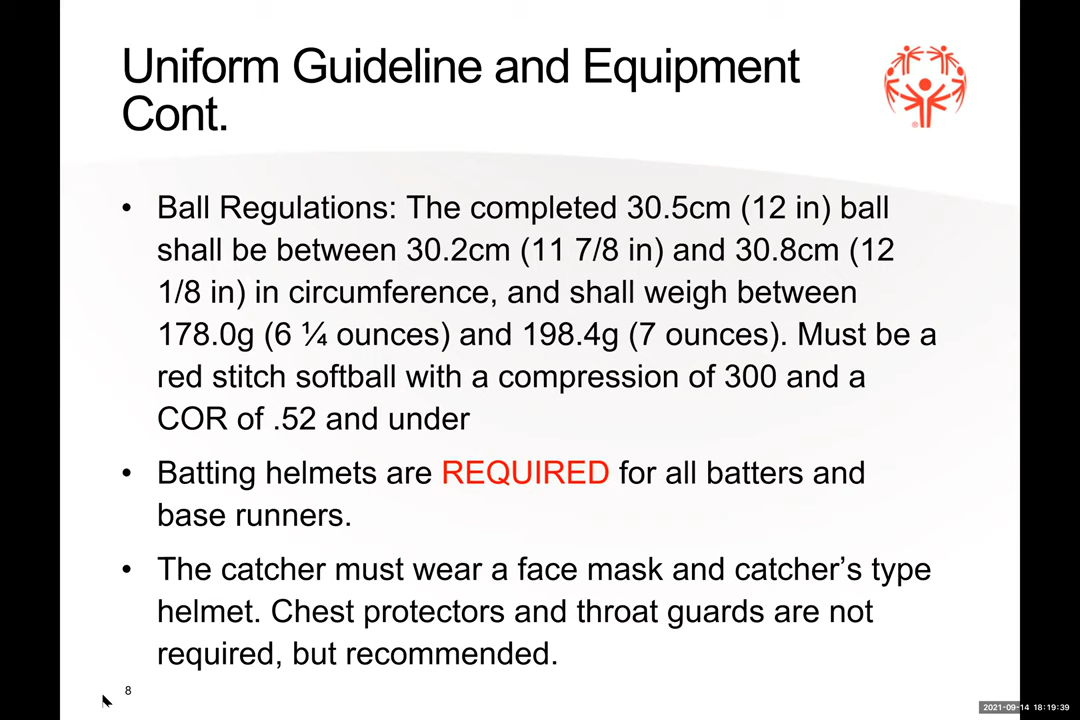 Uniform Guideline and Equipment
Cont.
®
• Ball Regulations: The completed 30.5cm (12 in) ball
shall be between 30.2cm (11 7/8 in) and 30.8cm (12
1/8 in) in circumference, and shall weigh between
178.0g (6 ¼ ounces) and 198.4g (7 ounces). Must be a
red stitch softball with a compression of 300 and a
COR of .52 and under
• Batting helmets are REQUIRED for all batters and
base runners.
• The catcher must wear a face mask and catcher’s type
helmet. Chest protectors and throat guards are not
required, but recommended.
8
2021-09-14 18:19:39